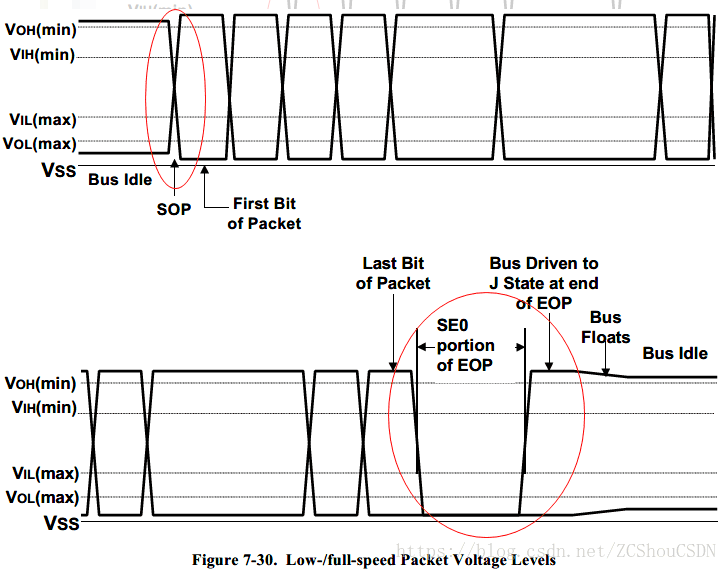 VOH(min)
VIH(min)
VIL(max)
VOL(max)
VSS
Bus Idle
SOP
First Bit
of Packet
Last Bit
of Packet
Bus Driven to
J State at end
of EOP
SE0
portion
of EOP
Bus
Floats
Bus Idle
VOH(min)
VIH(min)
VIL(max)
VOL(max)
VSS
Figure 7-30. Low-/full-speed Packet Voltage Levels
https://blog.csdn.net/ZCShouCSDN